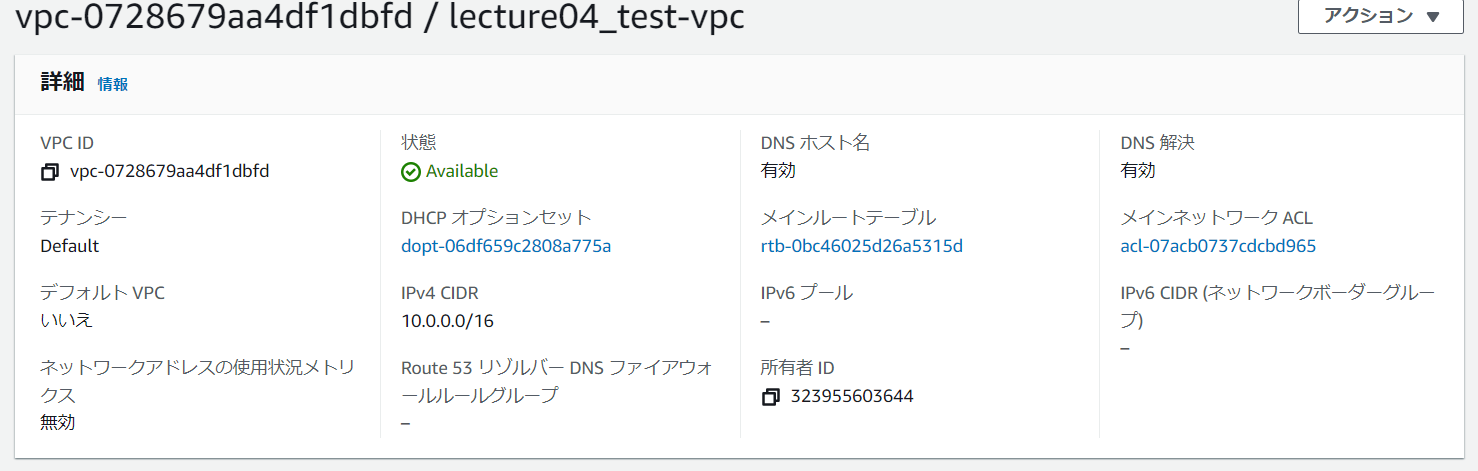 vpc-0728679aa4df1dbfd / lecture04_test-vpc
アクション ▼
詳細 情報
VPC ID
vpc-0728679aa4df1dbfd
状態
Available
DNS ホスト名
有効
DNS 解決
有効
テナンシー
Default
DHCP オプションセット
dopt-06df659c2808a775a
メインルートテーブル
rtb-0bc46025d26a5315d
メインネットワーク ACL
acl-07acb0737cdcbd965
デフォルト VPC
いいえ
IPv4 CIDR
10.0.0.0/16
IPv6 プール
–
IPv6 CIDR (ネットワークボーダーグルー
プ)
–
ネットワークアドレスの使用状況メトリ
クス
無効
Route 53 リゾルバー DNS ファイアウォ
ールルールグループ
–
所有者 ID
323955603644